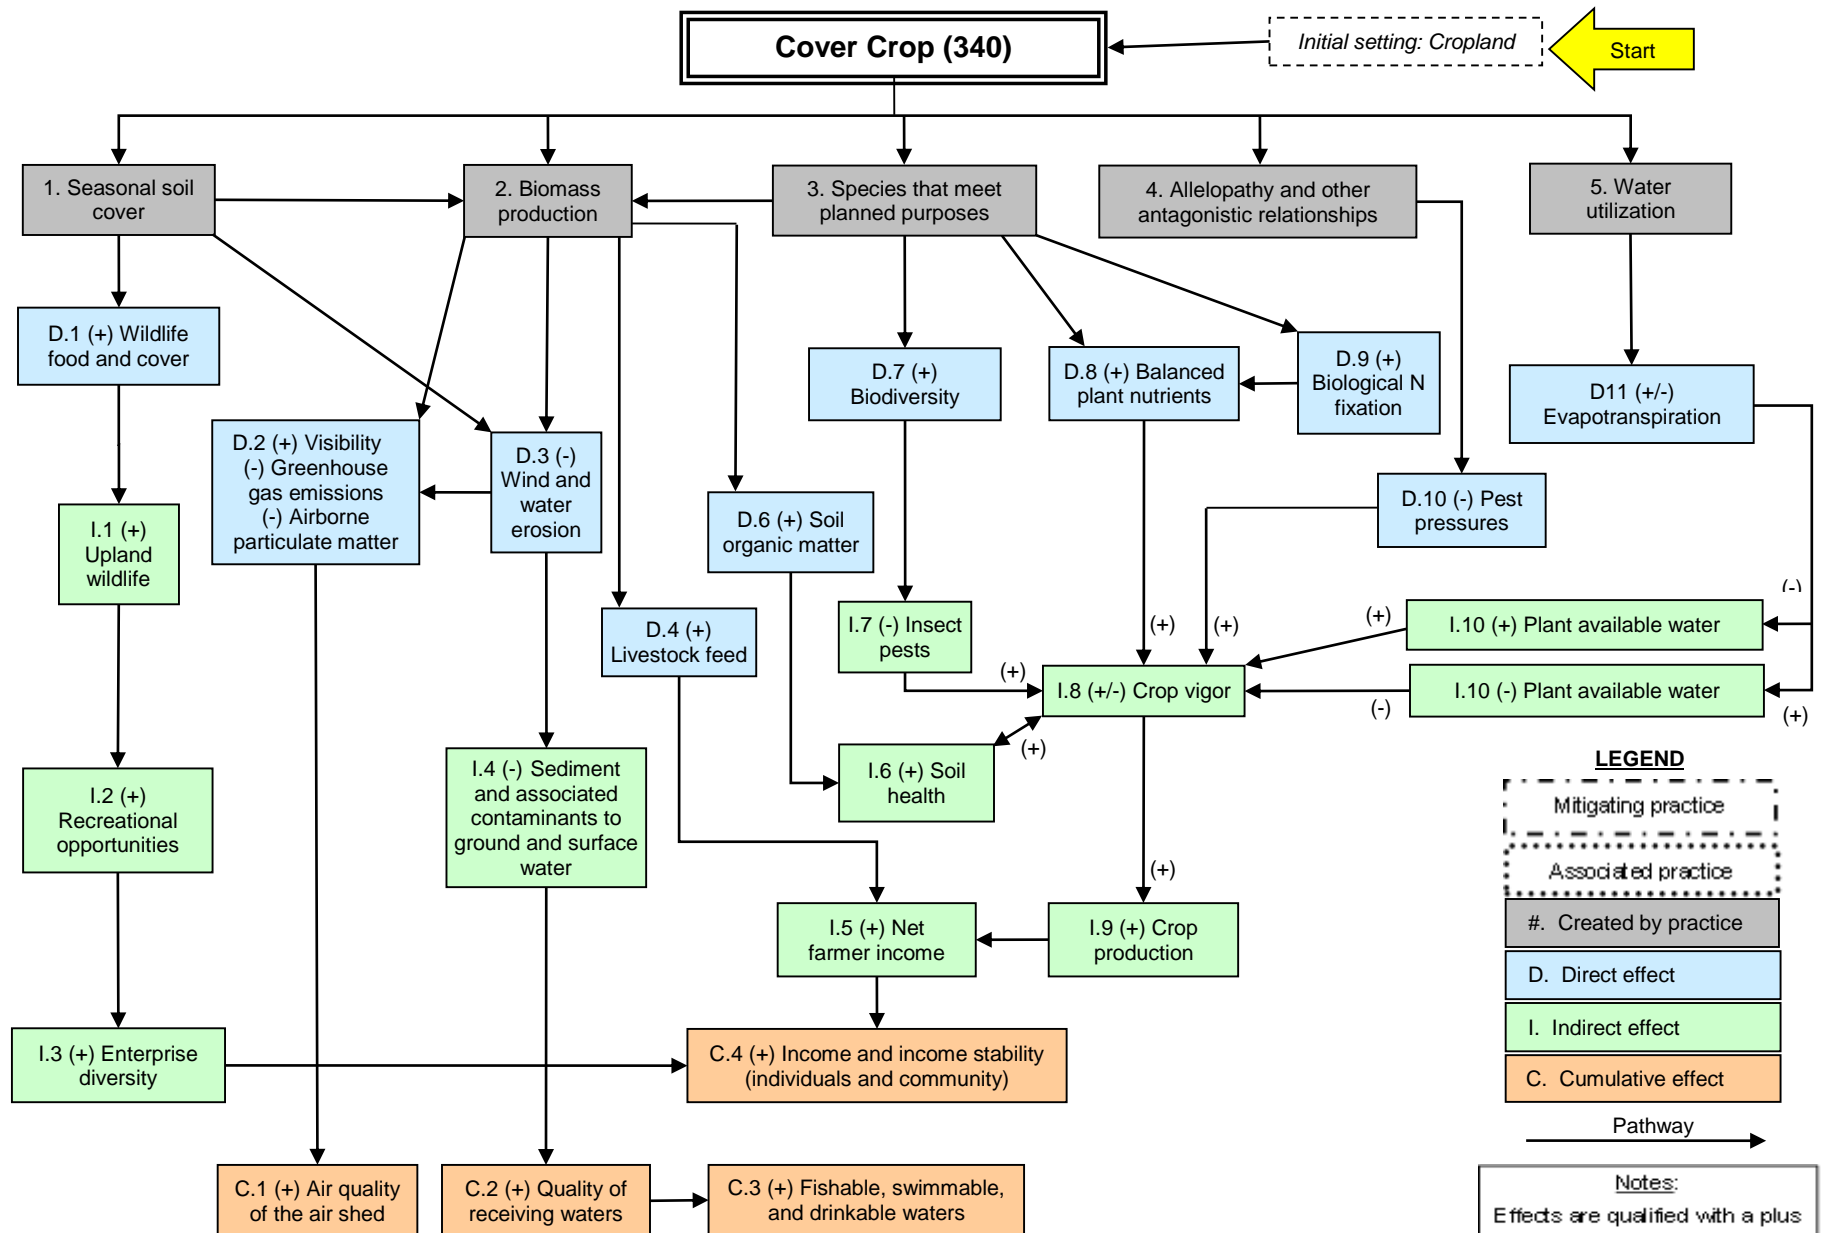 Cover Crop (340)
Initial setting: Cropland
Start
1. Seasonal soil
cover
2. Biomass
production
3. Species that meet
planned purposes
4. Allelopathy and other
antagonistic relationships
5. Water
utilization
D.1 (+) Wildlife
food and cover
D.2 (+) Visibility
(-) Greenhouse
gas emissions
(-) Airborne
particulate matter
D.3 (-)
Wind and
water
erosion
D.4 (+)
Livestock feed
D.6 (+) Soil
organic matter
D.7 (+)
Biodiversity
D.8 (+) Balanced
plant nutrients
D.9 (+)
Biological N
fixation
D.10 (-) Pest
pressures
D11 (+/-)
Evapotranspiration
I.1 (+)
Upland
wildlife
I.7 (-) Insect
pests
(+)
(+)
(+)
(+)
(-)
I.10 (+) Plant available water
I.8 (+/-) Crop vigor
(-)
I.10 (-) Plant available water
(+)
(+)
I.2 (+)
Recreational
opportunities
I.4 (-) Sediment
and associated
contaminants to
ground and surface
water
I.6 (+) Soil
health
(+)
I.5 (+) Net
farmer income
I.9 (+) Crop
production
I.3 (+) Enterprise
diversity
C.4 (+) Income and income stability
(individuals and community)
C.1 (+) Air quality
of the air shed
C.2 (+) Quality of
receiving waters
C.3 (+) Fishable, swimmable,
and drinkable waters
LEGEND
Mitigating practice
Associated practice
#. Created by practice
D. Direct effect
I. Indirect effect
C. Cumulative effect
Pathway
Notes:
Effects are qualified with a plus